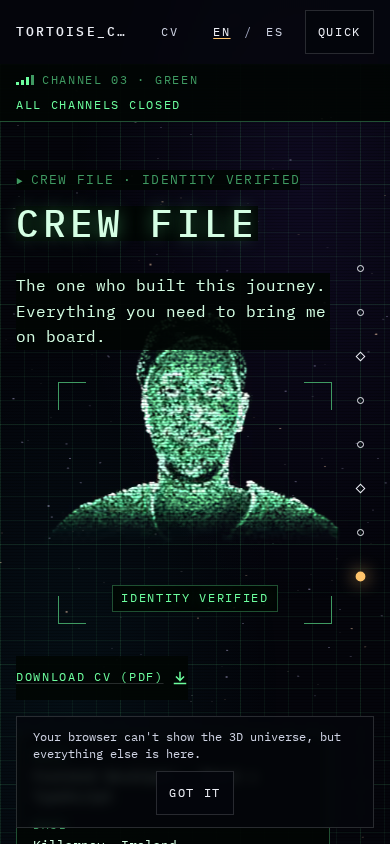 TORTOISE_C…
CV
EN / ES
QUICK
CHANNEL 03 · GREEN
ALL CHANNELS CLOSED
▶ CREW FILE · IDENTITY VERIFIED
CREW FILE
The one who built this journey.
Everything you need to bring me
on board.
IDENTITY VERIFIED
DOWNLOAD CV (PDF)
Your browser can't show the 3D universe, but
everything else is here.
GOT IT
Killarney, Ireland